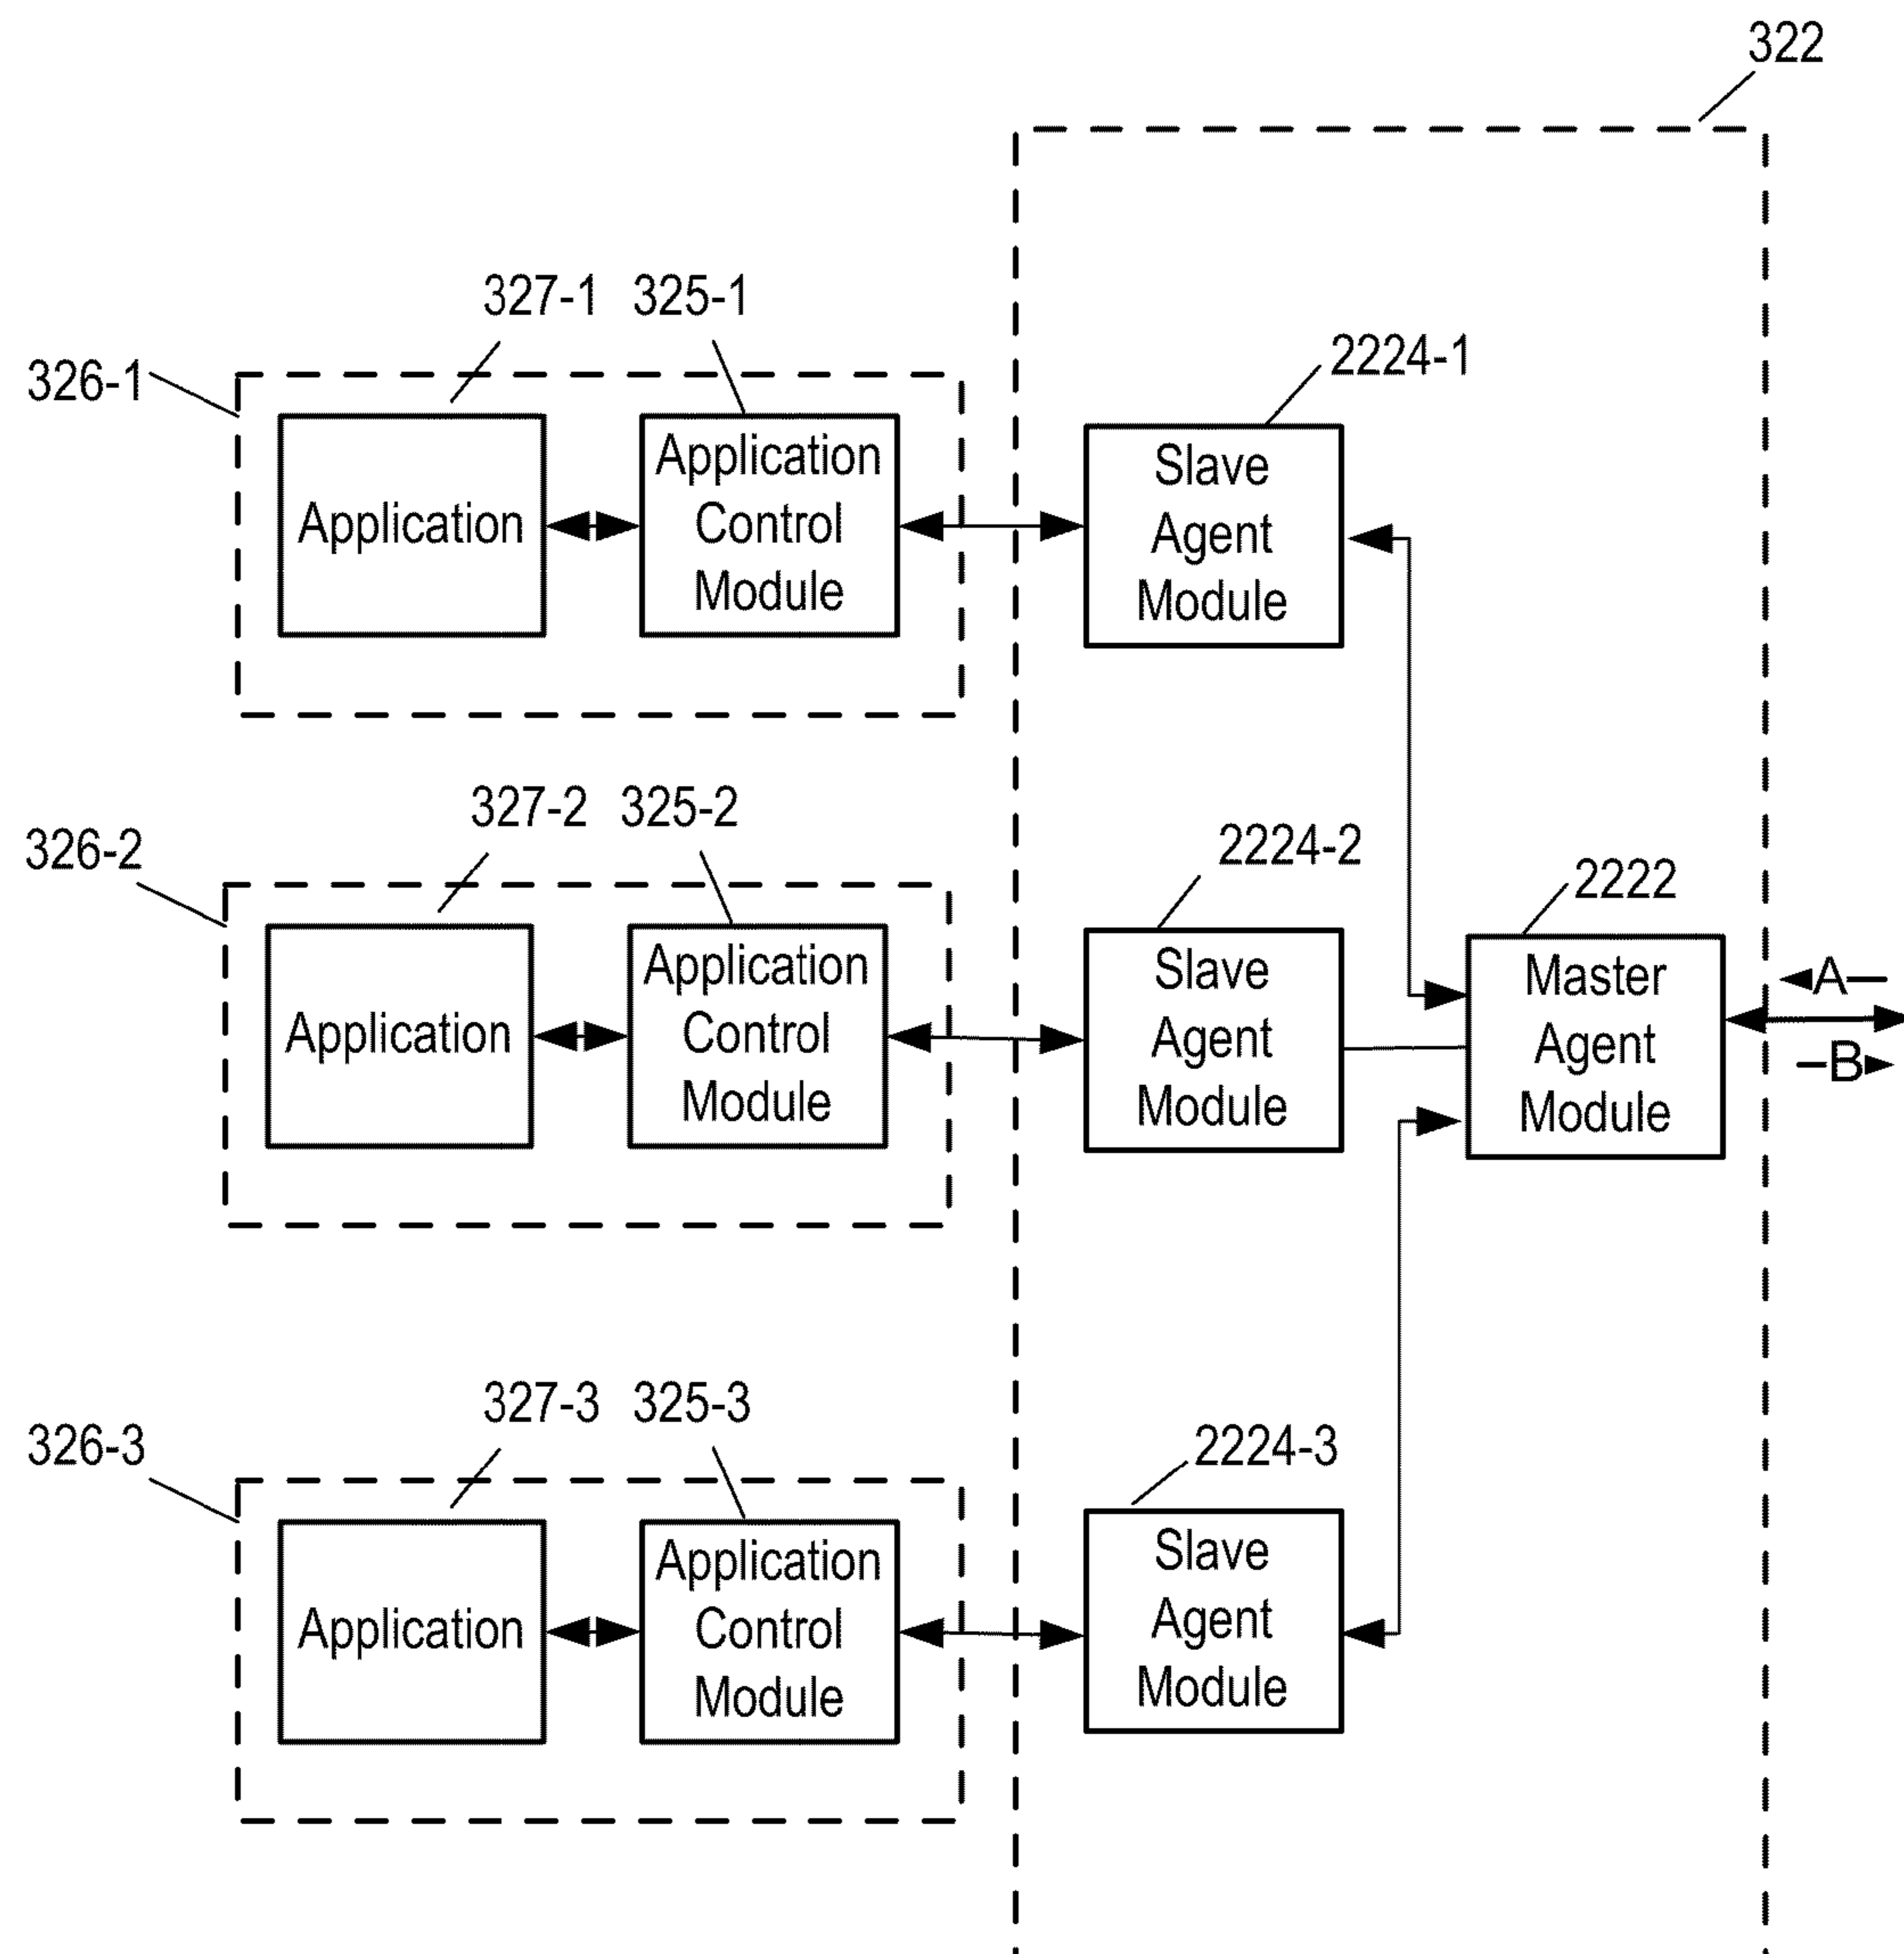 322
327-1 325-1
326-1
2224-1
Application
Application
Control
Module
Slave
Agent
Module
327-2 325-2
326-2
2224-2
2222
Application
Application
Control
Module
Slave
Agent
Module
Master
Agent
Module
A
B
327-3 325-3
326-3
2224-3
Application
Application
Control
Module
Slave
Agent
Module